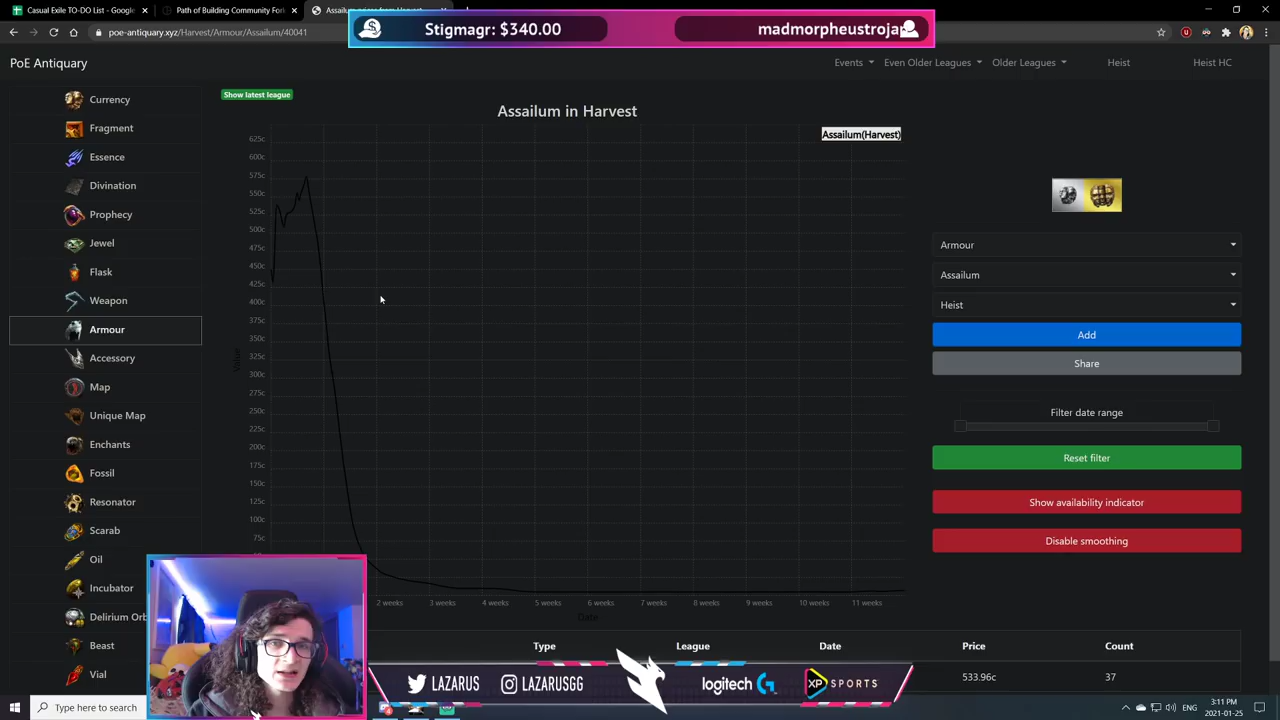 Casual Exile TO-DO List - Google
Path of Building Community For
poe-antiquary.xyz/Harvest/Armour/Assailum/40041
Stigmagr: $340.00
madmorpheustroja
PoE Antiquary
Events
Even Older Leagues
Older Leagues
Heist
Heist HC
Currency
Fragment
Essence
Divination
Prophecy
Jewel
Flask
Weapon
Armour
Accessory
Map
Unique Map
Enchants
Fossil
Resonator
Scarab
Oil
Incubator
Delirium Orb
Beast
Vial
Show latest league
Assailum in Harvest
Assailum(Harvest)
625c
600c
575c
550c
525c
500c
475c
450c
425c
400c
375c
350c
325c
300c
275c
250c
225c
200c
175c
150c
125c
100c
75c
Value
2 weeks
3 weeks
4 weeks
5 weeks
6 weeks
7 weeks
8 weeks
9 weeks
10 weeks
11 weeks
Date
Armour
Assailum
Heist
Add
Share
Filter date range
Reset filter
Show availability indicator
Disable smoothing
Type
League
Date
Price
Count
533.96c
37
LAZARUS
LAZARUSGG
logitech G
XP SPORTS
Type here to search
ENG
3:11 PM
2021-01-25